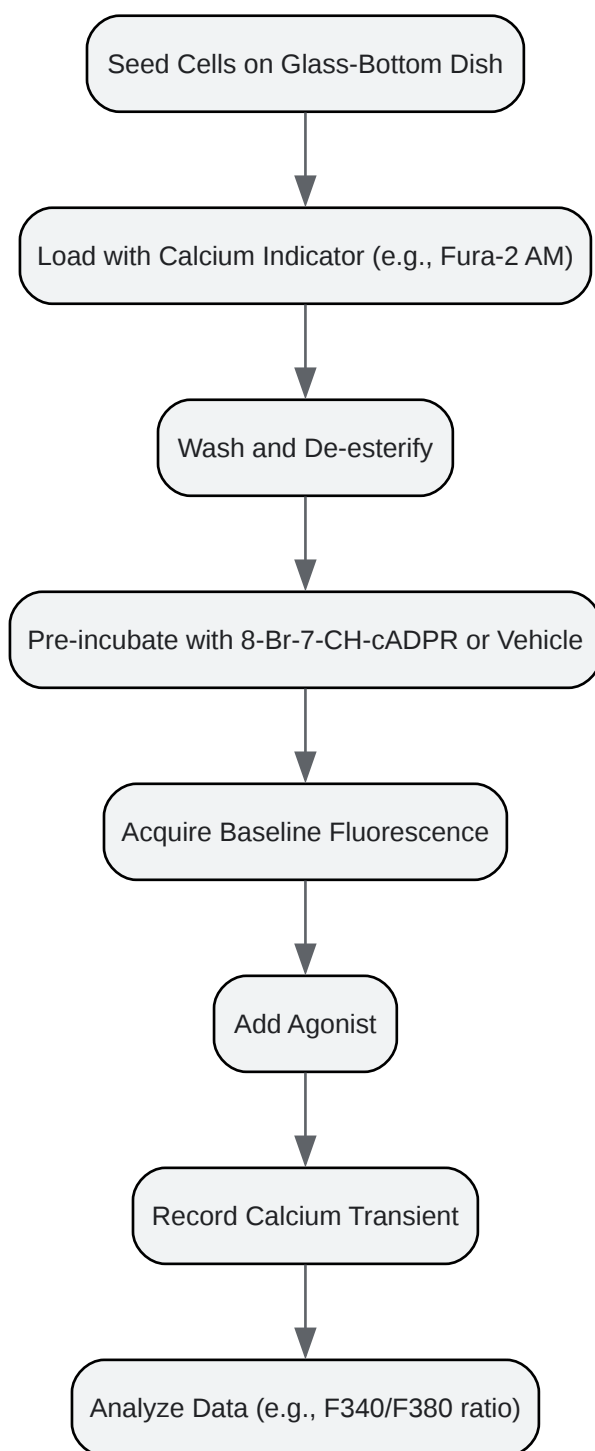 Seed Cells on Glass-Bottom Dish
Load with Calcium Indicator (e.g., Fura-2 AM)
Wash and De-esterify
Pre-incubate with 8-Br-7-CH-cADPR or Vehicle
Acquire Baseline Fluorescence
Add Agonist
Record Calcium Transient
Analyze Data (e.g., F340/F380 ratio)